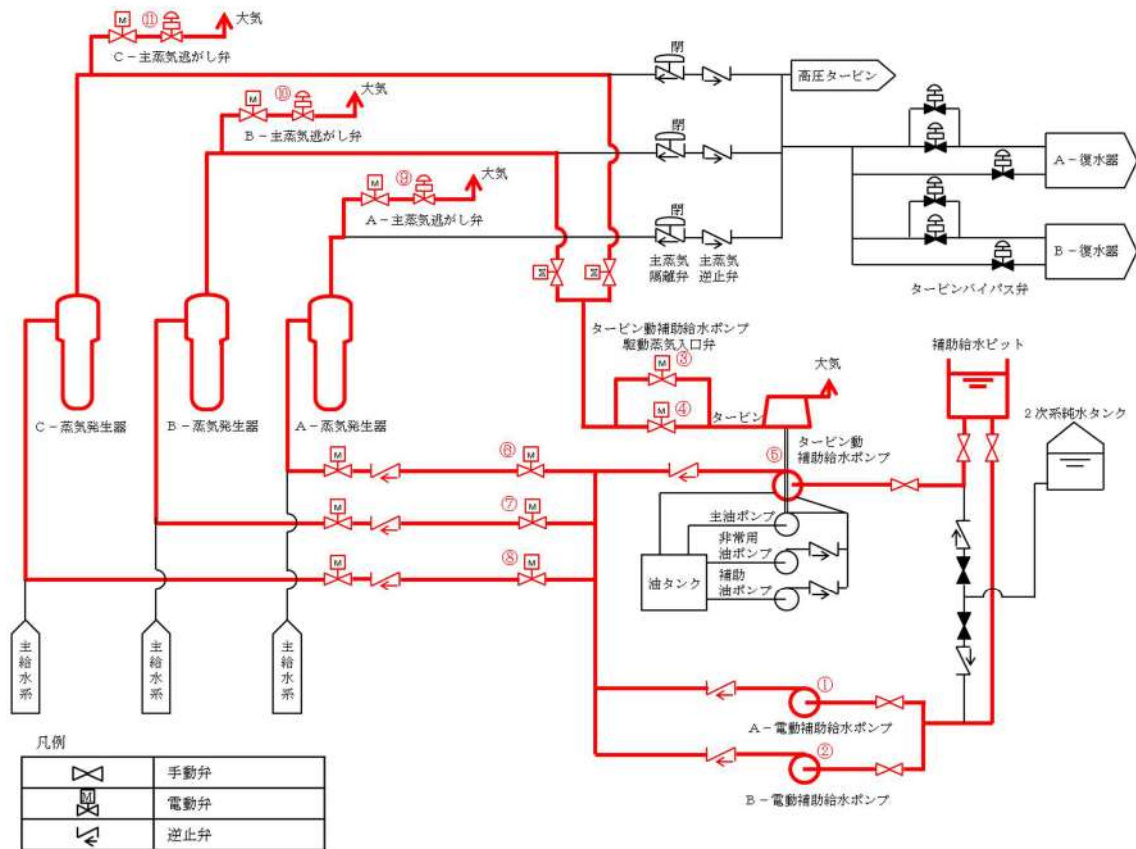 ⑪
大気
C-主蒸気逃がし弁
閉
高圧タービン
⑩
大気
B-主蒸気逃がし弁
閉
A-復水器
⑨
大気
A-主蒸気逃がし弁
閉
主蒸気
隔離弁
主蒸気
逆止弁
B-復水器
タービンバイパス弁
タービン動補助給水ポンプ
駆動蒸気入口弁
③
④
タービン
大気
補助給水ピット
2次系純水タンク
C-蒸気発生器
B-蒸気発生器
A-蒸気発生器
⑥
⑦
⑧
⑤
タービン動
補助給水ポンプ
主油ポンプ
非常用
油ポンプ
補助
油ポンプ
油タンク
主給水系
主給水系
主給水系
①
A-電動補助給水ポンプ
②
B-電動補助給水ポンプ
凡例
手動弁
M
電動弁
逆止弁
M
M
M
M
M
M
M
M
M
M
M
M
M